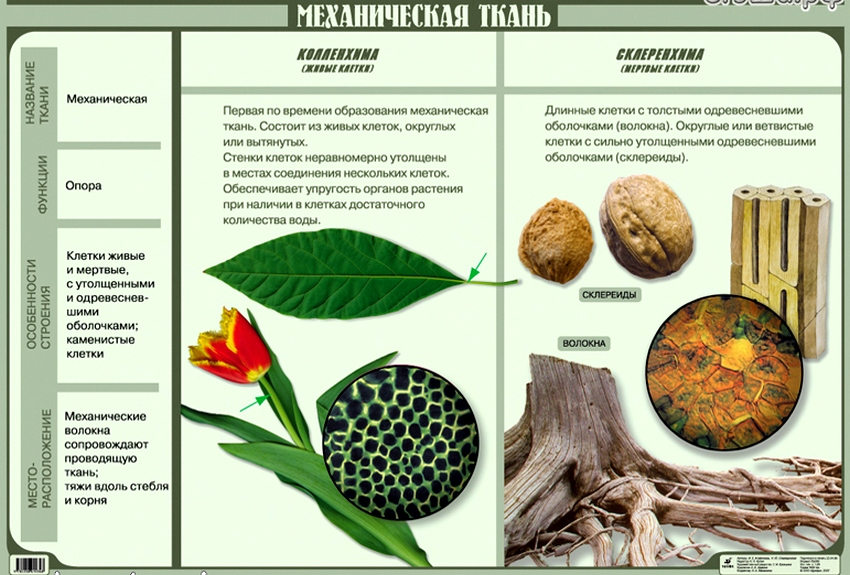 МЕХАНИЧЕСКАЯ ТКАНЬ
НАЗВАНИЕ
ТКАНИ
Механическая
ФУНКЦИИ
Опора
ОСОБЕННОСТИ
СТРОЕНИЯ
Клетки живые
и мертвые,
с утолщенными
и одревеснев-
шими
оболочками;
каменистые
клетки
МЕСТО-
РАСПОЛОЖЕНИЕ
Механические
волокна
сопровождают
проводящую
ткань;
тяжи вдоль стебля
и корня
КОЛЛЕНХИМА
(ЖИВЫЕ КЛЕТКИ)
Первая по времени образования механическая
ткань. Состоит из живых клеток, округлых
или вытянутых.
Стенки клеток неравномерно утолщены
в местах соединения нескольких клеток.
Обеспечивает упругость органов растения
при наличии в клетках достаточного
количества воды.
СКЛЕРЕНХИМА
(МЕРТВЫЕ КЛЕТКИ)
Длинные клетки с толстыми одревесневшими
оболочками (волокна). Округлые или ветвистые
клетки с сильно утолщенными одревесневшими
оболочками (склереиды).
СКЛЕРЕИДЫ
ВОЛОКНА